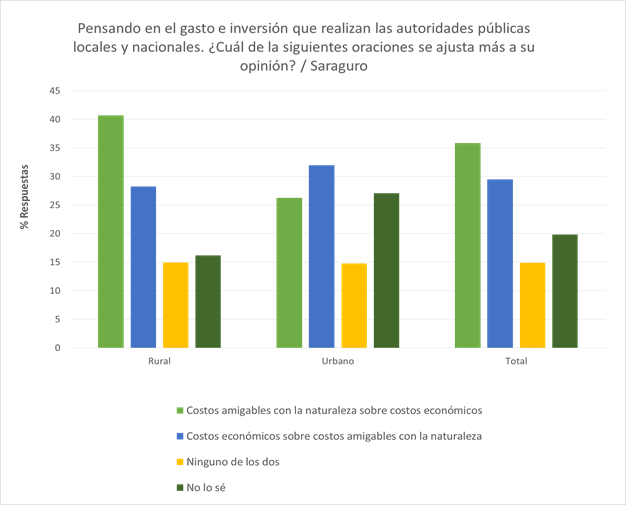 Pensando en el gasto e inversión que realizan las autoridades públicas
locales y nacionales. ¿Cuál de la siguientes oraciones se ajusta más a su
opinión? / Saraguro
% Respuestas
45
40
35
30
25
20
15
10
5
0
Rural
Urbano
Total
Costos amigables con la naturaleza sobre costos económicos
Costos económicos sobre costos amigables con la naturaleza
Ninguno de los dos
No lo sé